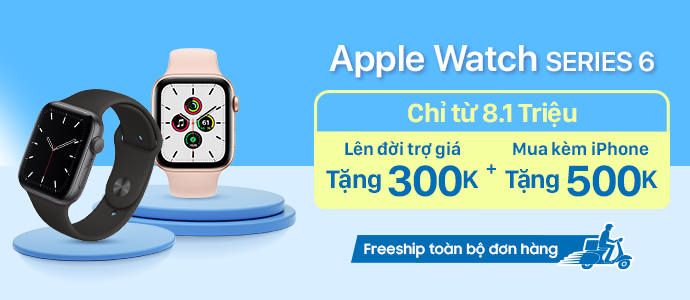 Apple Watch SERIES 6
Chỉ từ 8.1 Triệu
Lên đời trợ giá
Tặng 300K
+
Mua kèm iPhone
Tặng 500K
Freeship toàn bộ đơn hàng